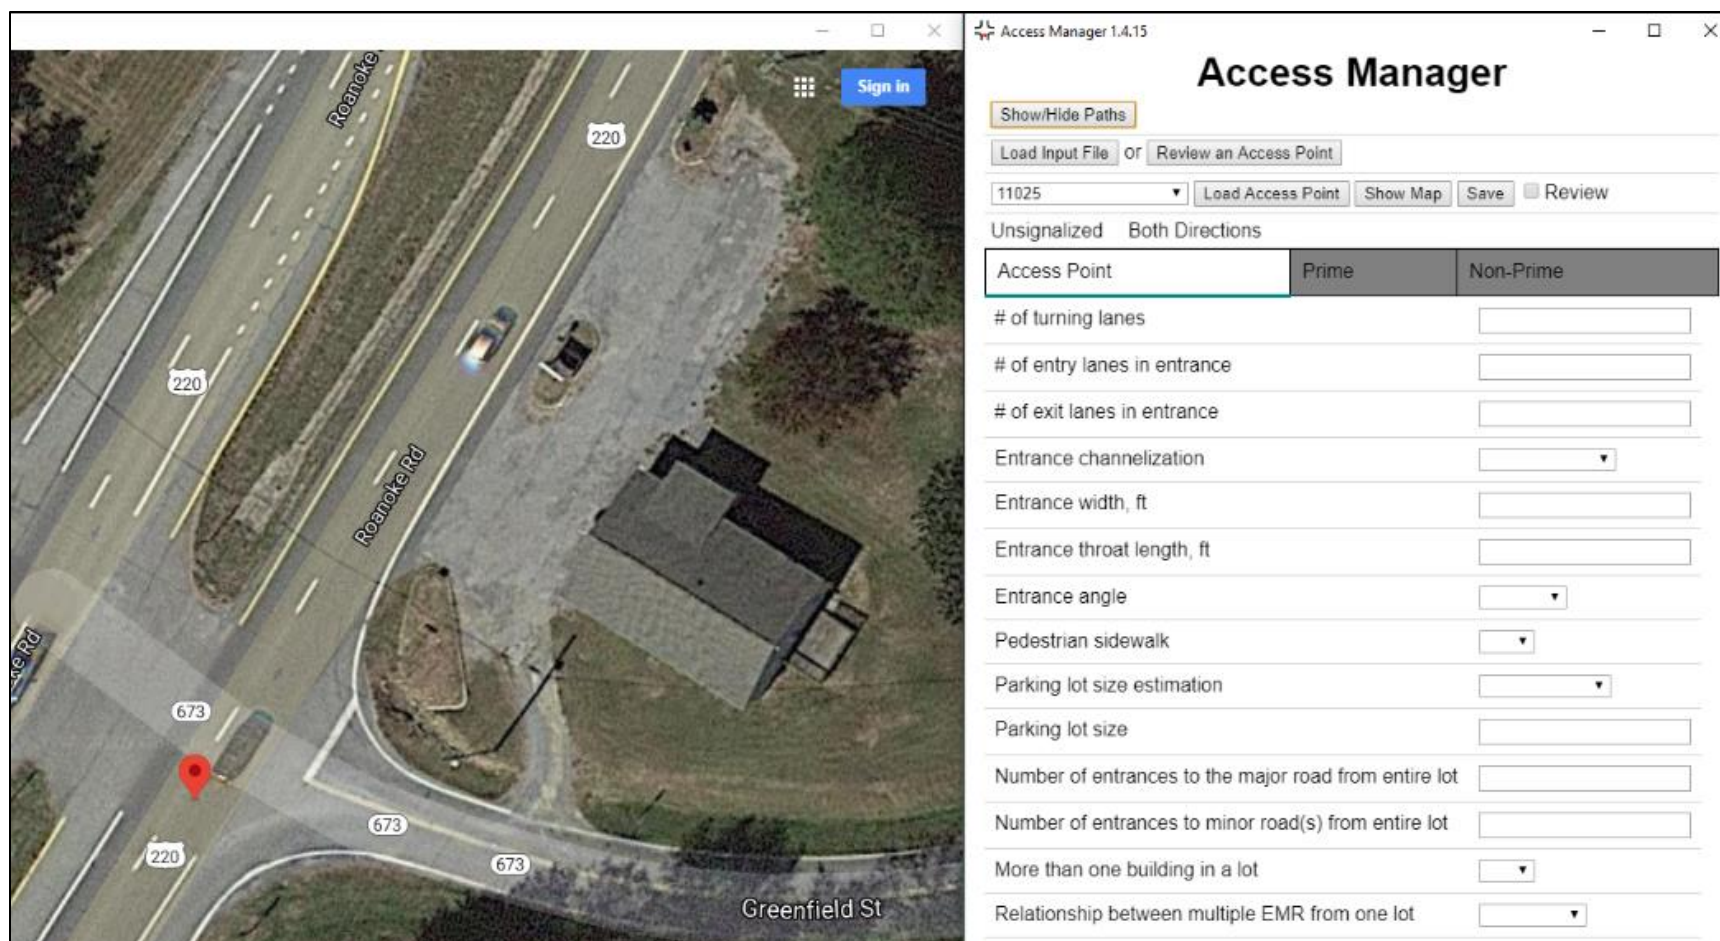 Sign in
Roanoke
220
220
Roanoke Rd
673
673
673
220
Greenfield St
Access Manager 1.4.15
Access Manager
Show/Hide Paths
Load Input File or Review an Access Point
11025 Load Access Point Show Map Save Review
Unsignalized Both Directions
Access Point Prime Non-Prime
# of turning lanes
# of entry lanes in entrance
# of exit lanes in entrance
Entrance channelization
Entrance width, ft
Entrance throat length, ft
Entrance angle
Pedestrian sidewalk
Parking lot size estimation
Parking lot size
Number of entrances to the major road from entire lot
Number of entrances to minor road(s) from entire lot
More than one building in a lot
Relationship between multiple EMR from one lot